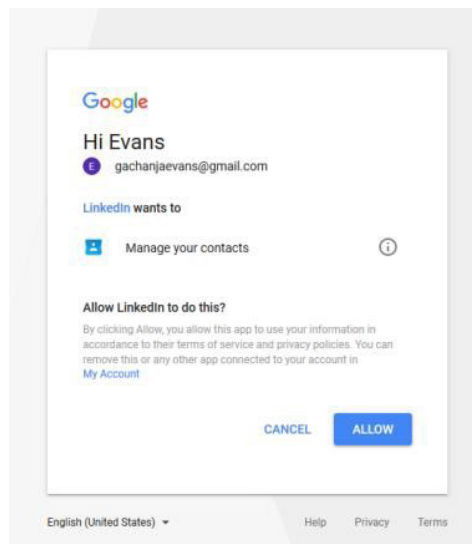 Google
Hi Evans
E gachanjaevans@gmail.com
LinkedIn wants to
Manage your contacts
Allow LinkedIn to do this?
By clicking Allow, you allow this app to use your information in
accordance to their terms of service and privacy policies. You can
remove this or any other app connected to your account in
My Account
CANCEL ALLOW
English (United States) Help Privacy Terms